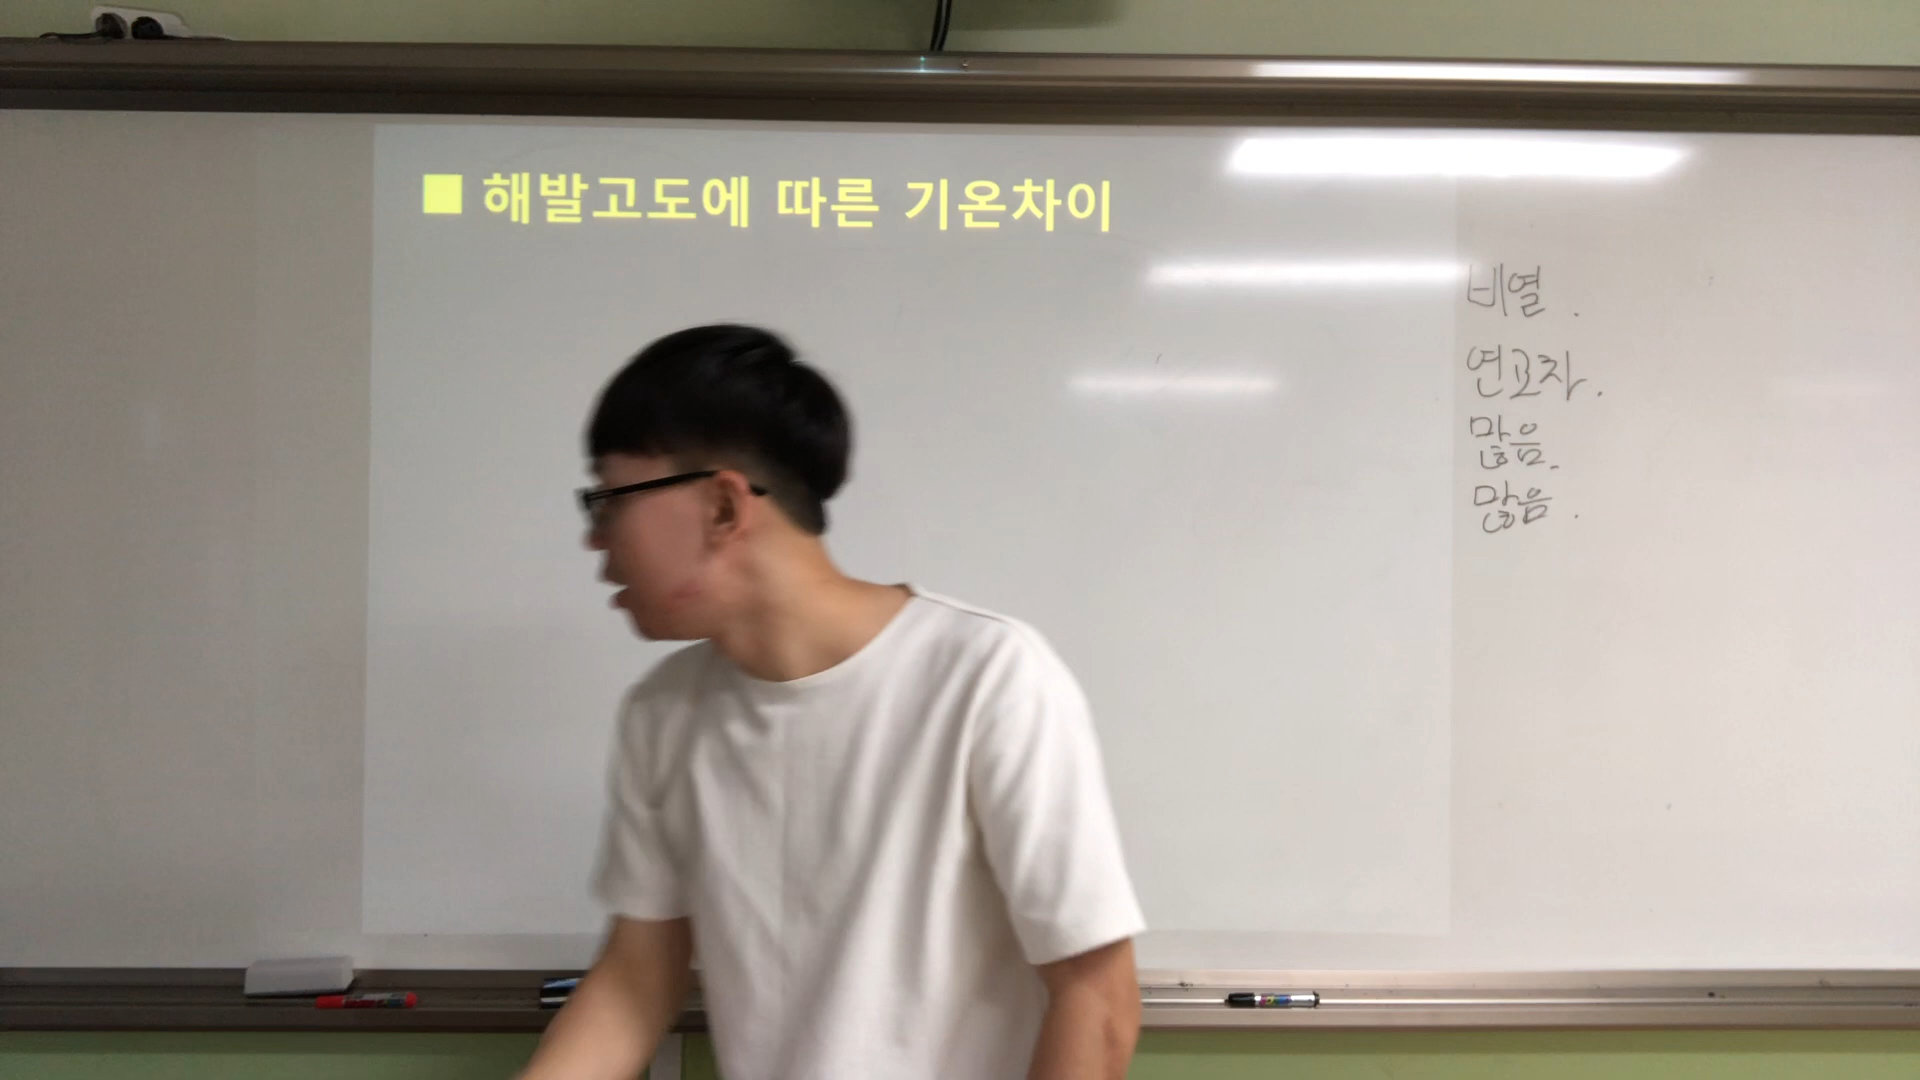 ■ 해발고도에 따른 기온차이
비열.
연교차.
많음.
많음.